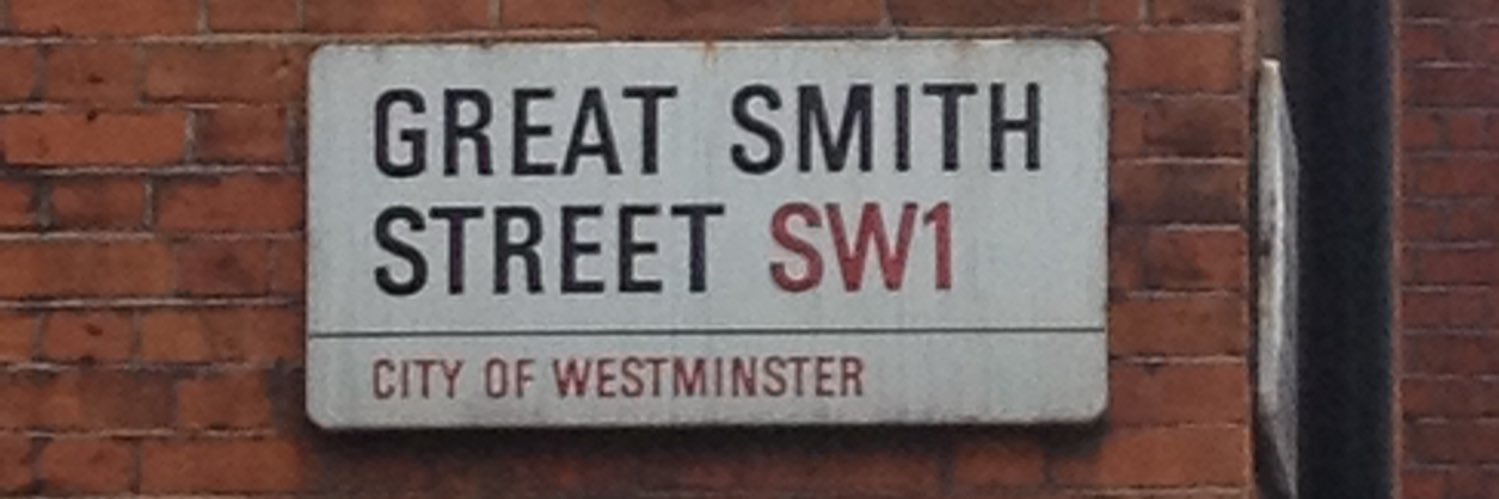 GREAT SMITH
STREET SW1
CITY OF WESTMINSTER